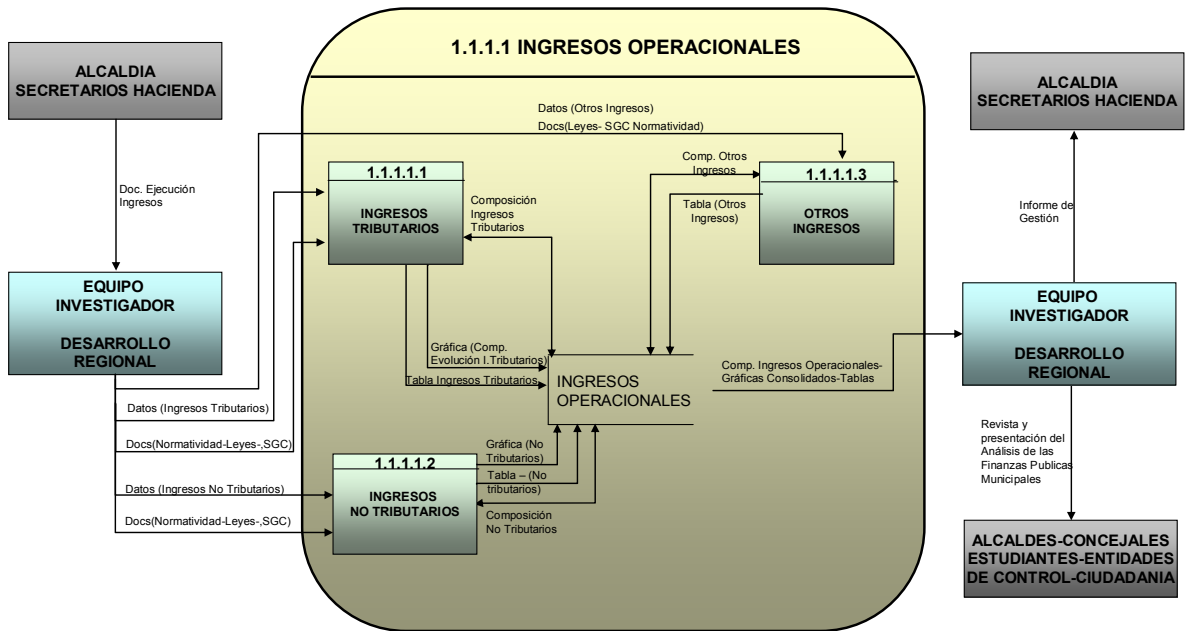 1.1.1.1 INGRESOS OPERACIONALES
ALCALDIA
SECRETARIOS HACIENDA
Doc. Ejecución
Ingresos
EQUIPO
INVESTIGADOR
DESARROLLO
REGIONAL
Datos (Ingresos Tributarios)
Docs(Normatividad-Leyes-,SGC)
Datos (Ingresos No Tributarios)
Docs(Normatividad-Leyes-,SGC)
Datos (Otros Ingresos)
Docs(Leyes- SGC Normatividad)
1.1.1.1.1
INGRESOS
TRIBUTARIOS
Composición
Ingresos
Tributarios
Comp. Otros
Ingresos
Tabla (Otros
Ingresos)
1.1.1.1.3
OTROS
INGRESOS
Gráfica (Comp.
Evolución I.Tributarios)
Tabla Ingresos Tributarios
INGRESOS
OPERACIONALES
1.1.1.1.2
INGRESOS
NO TRIBUTARIOS
Gráfica (No
Tributarios)
Tabla – (No
tributarios)
Composición
No Tributarios
Comp. Ingresos Operacionales-
Gráficas Consolidados-Tablas
ALCALDIA
SECRETARIOS HACIENDA
Informe de
Gestión
EQUIPO
INVESTIGADOR
DESARROLLO
REGIONAL
Revista y
presentación del
Análisis de las
Finanzas Publicas
Municipales
ALCALDES-CONCEJALES
ESTUDIANTES-ENTIDADES
DE CONTROL-CIUDADANIA